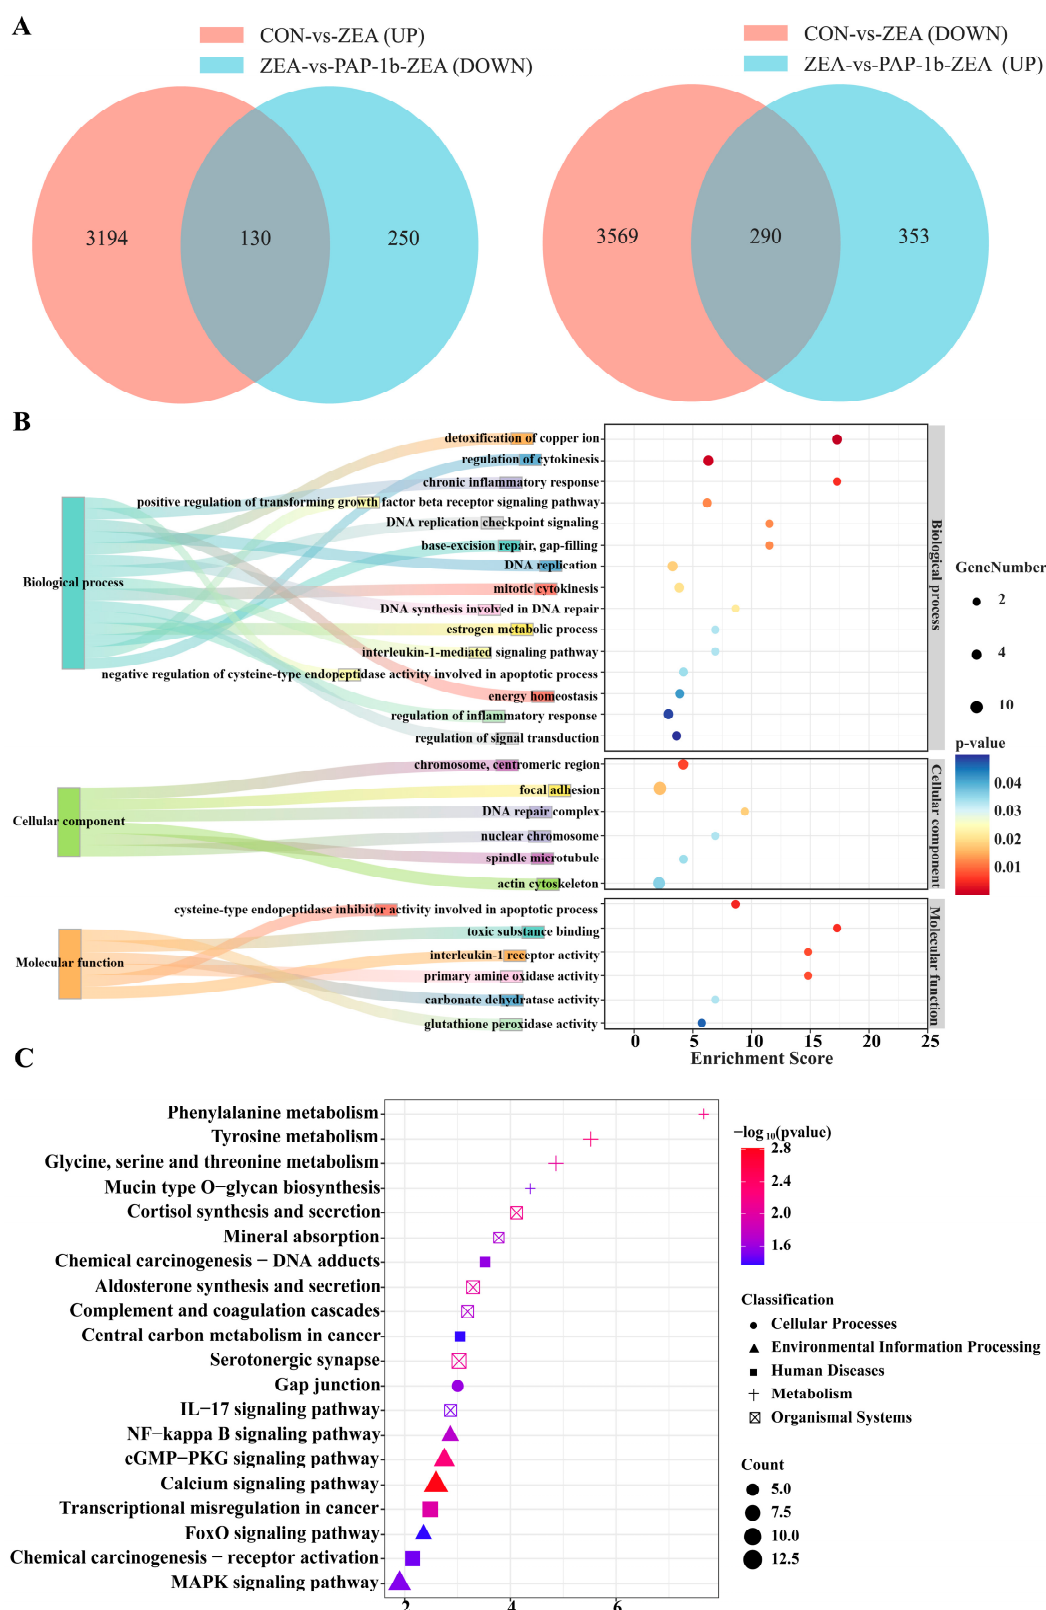 A
CON-vs-ZEA (UP)
ZEA-vs-PAP-1b-ZEA (DOWN)
3194
130
250
CON-vs-ZEA (DOWN)
ZEA-vs-PAP-1b-ZEA (UP)
3569
290
353
B
Biological process
detoxification of copper ion
regulation of cytokinesis
chronic inflammatory response
positive regulation of transforming growth factor beta receptor signaling pathway
DNA replication checkpoint signaling
base-excision repair, gap-filling
DNA replication
mitotic cytokinesis
DNA synthesis involved in DNA repair
estrogen metabolic process
interleukin-1-mediated signaling pathway
negative regulation of cysteine-type endopeptidase activity involved in apoptotic process
energy homeostasis
regulation of inflammatory response
regulation of signal transduction
Biological process
Cellular component
chromosome, centromeric region
focal adhesion
DNA repair complex
nuclear chromosome
spindle microtubule
actin cytoskeleton
Cellular component
Molecular function
cysteine-type endopeptidase inhibitor activity involved in apoptotic process
toxic substance binding
interleukin-1 receptor activity
primary amine oxidase activity
carbonate dehydratase activity
glutathione peroxidase activity
Molecular function
0 5 10 15 20 25
Enrichment Score
GeneNumber
2
4
10
p-value
0.04
0.03
0.02
0.01
C
Phenylalanine metabolism
Tyrosine metabolism
Glycine, serine and threonine metabolism
Mucin type O−glycan biosynthesis
Cortisol synthesis and secretion
Mineral absorption
Chemical carcinogenesis − DNA adducts
Aldosterone synthesis and secretion
Complement and coagulation cascades
Central carbon metabolism in cancer
Serotonergic synapse
Gap junction
IL−17 signaling pathway
NF−kappa B signaling pathway
cGMP−PKG signaling pathway
Calcium signaling pathway
Transcriptional misregulation in cancer
FoxO signaling pathway
Chemical carcinogenesis − receptor activation
MAPK signaling pathway
2 4 6
−log10(pvalue)
2.8
2.4
2.0
1.6
Classification
Cellular Processes
Environmental Information Processing
Human Diseases
Metabolism
Organismal Systems
Count
5.0
7.5
10.0
12.5